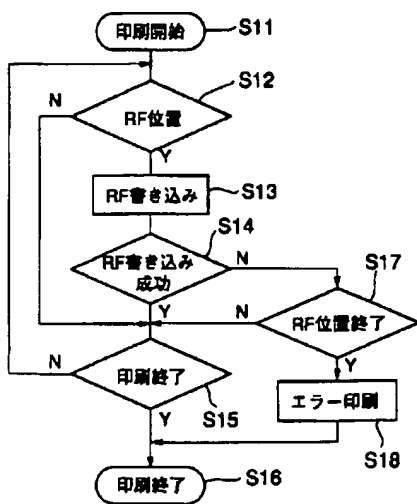 印刷開始 S11
S12
N RF位置
Y
RF書き込み S13
S14
RF書き込み N
成功
S17
Y N RF位置終了
N 印刷終了 Y
S15 エラー印刷
Y S18
印刷終了 S16